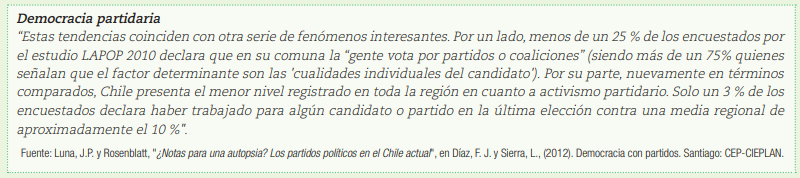 Democracia partidaria
“Estas tendencias coinciden con otra serie de fenómenos interesantes. Por un lado, menos de un 25 % de los encuestados por
el estudio LAPOP 2010 declara que en su comuna la “gente vota por partidos o coaliciones” (siendo más de un 75% quienes
señalan que el factor determinante son las ‘cualidades individuales del candidato’). Por su parte, nuevamente en términos
comparados, Chile presenta el menor nivel registrado en toda la región en cuanto a activismo partidario. Solo un 3 % de los
encuestados declara haber trabajado para algún candidato o partido en la última elección contra una media regional de
aproximadamente el 10 %”.
Fuente: Luna, J.P. y Rosenblatt, "¿Notas para una autopsia? Los partidos políticos en el Chile actual", en Díaz, F. J. y Sierra, L., (2012). Democracia con partidos. Santiago: CEP-CIEPLAN.